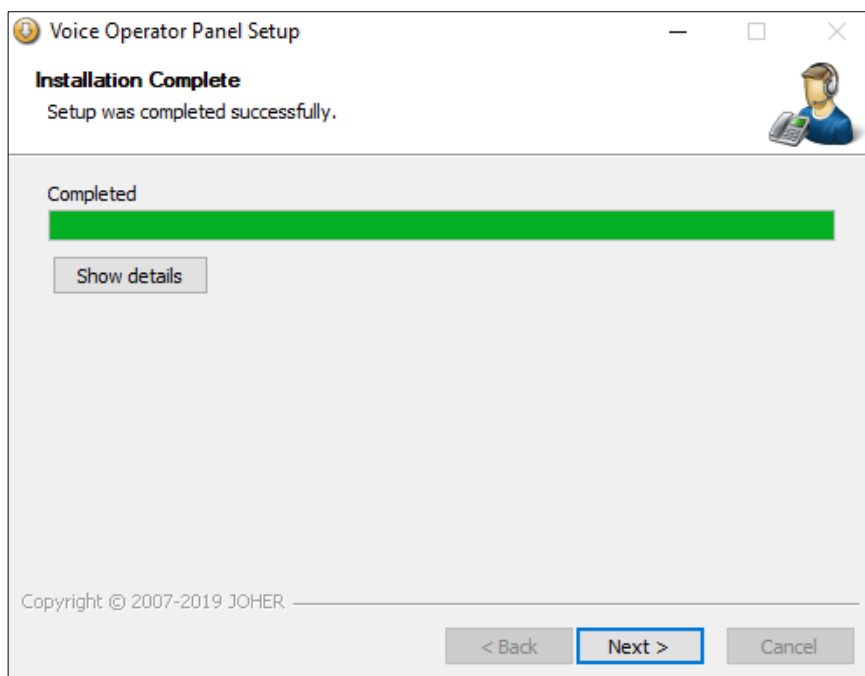 Voice Operator Panel Setup
Installation Complete
Setup was completed successfully.
Completed
Show details
Copyright © 2007-2019 JOHER
< Back Next > Cancel